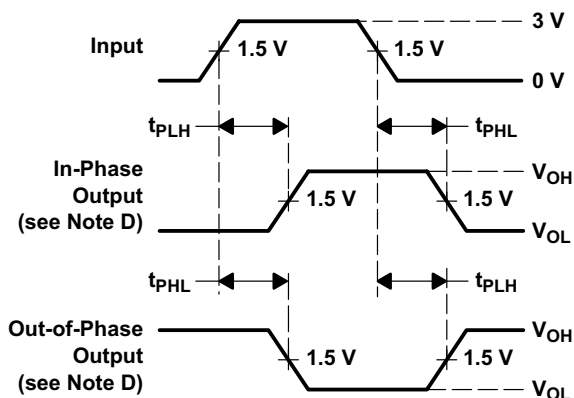 3 V
Input
1.5 V
1.5 V
0 V
tPLH
tPHL
In-Phase
Output
(see Note D)
1.5 V
1.5 V
VOH
VOL
tPHL
tPLH
Out-of-Phase
Output
(see Note D)
1.5 V
1.5 V
VOH
VOL